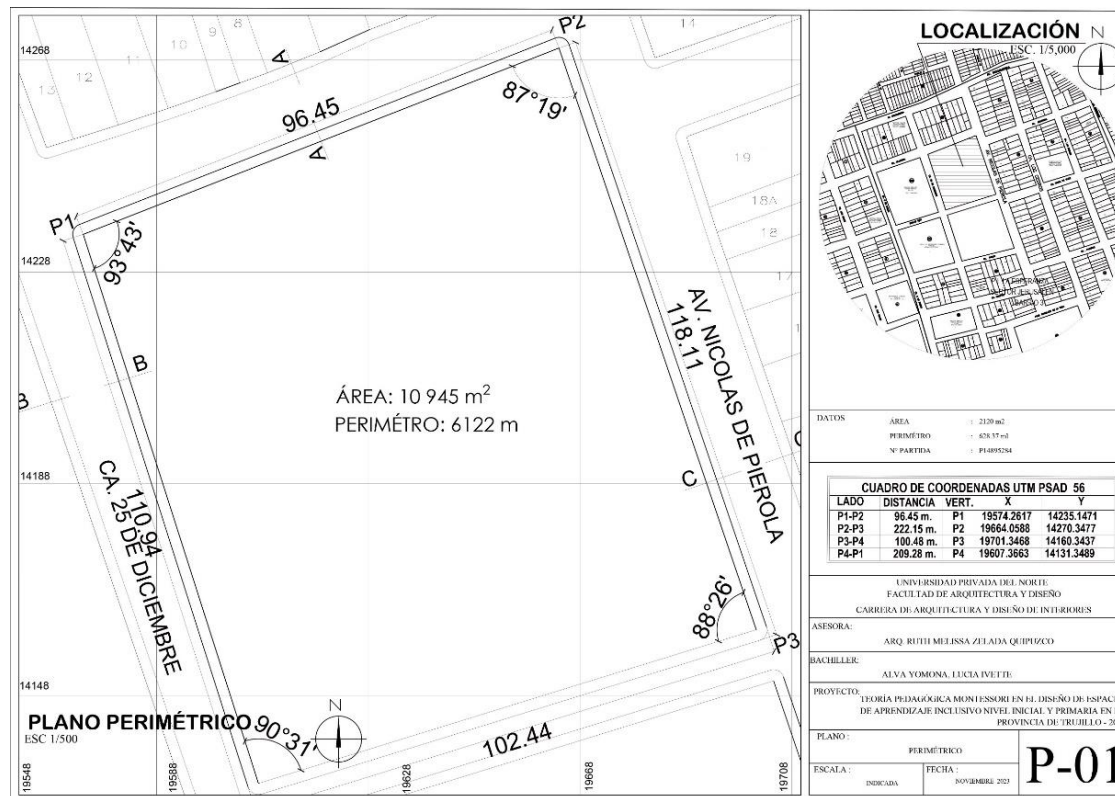 LOCALIZACIÓN
ESC. 1/5,000
N
P2
14
14268
8
9
10
11
12
13
A
96.45
A
87°19'
19
18A
18
17
P1
93°43'
14228
AV. NICOLAS DE PIEROLA
118.11
B
B
ÁREA: 10 945 m2
PERIMÉTRO: 6122 m
C
14188
CA. 25 DE DICIEMBRE
110.94
88°26'
P3
14148
PLANO PERIMÉTRICO
ESC 1/500
N
90°31'
102.44
19548
19588
19628
19668
19708
DATOS
ÁREA : 2120 m2
PERIMÉTRO : 628.37 ml
N° PARTIDA : P14895284
CUADRO DE COORDENADAS UTM PSAD 56
LADO DISTANCIA VERT. X Y
P1-P2 96.45 m. P1 19574.2617 14235.1471
P2-P3 222.15 m. P2 19664.0588 14270.3477
P3-P4 100.48 m. P3 19701.3468 14160.3437
P4-P1 209.28 m. P4 19607.3663 14131.3489
UNIVERSIDAD PRIVADA DEL NORTE
FACULTAD DE ARQUITECTURA Y DISEÑO
CARRERA DE ARQUITECTURA Y DISEÑO DE INTERIORES
ASESORA:
ARQ. RUTH MELISSA ZELADA QUIPUZCO
BACHILLER:
ALVA YOMONA, LUCIA IVETTE
PROYECTO:
TEORÍA PEDAGÓGICA MONTESSORI EN EL DISEÑO DE ESPAC
DE APRENDIZAJE INCLUSIVO NIVEL INICIAL Y PRIMARIA EN
PROVINCIA DE TRUJILLO - 20
PLANO :
PERIMÉTRICO
ESCALA :
INDICADA
FECHA :
NOVIEMBRE 2023
P-01